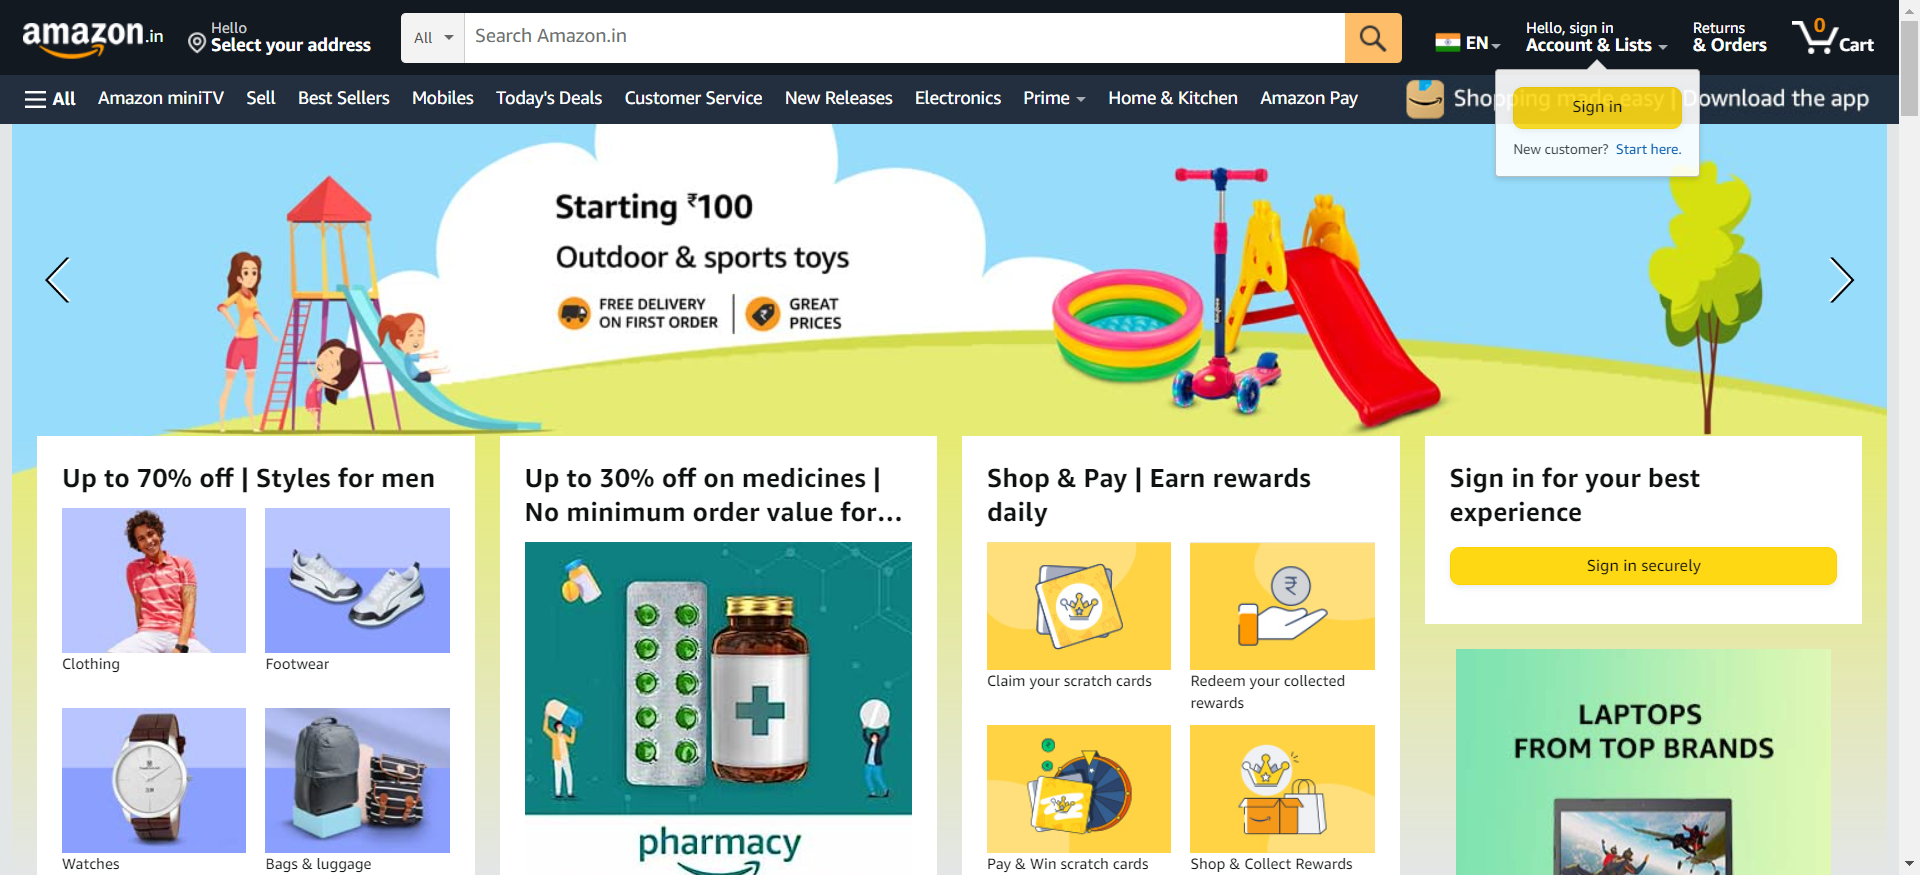 amazon.in
Hello
Select your address
All
Search Amazon.in
EN
Hello, sign in
Account & Lists
Returns
& Orders
0
Cart
All
Amazon miniTV
Sell
Best Sellers
Mobiles
Today's Deals
Customer Service
New Releases
Electronics
Prime
Home & Kitchen
Amazon Pay
Shopping made easy | Download the app
Sign in
New customer? Start here.
Starting ₹100
Outdoor & sports toys
FREE DELIVERY
ON FIRST ORDER
GREAT
PRICES
Up to 70% off | Styles for men
Clothing
Footwear
Watches
Bags & luggage
Up to 30% off on medicines |
No minimum order value for…
pharmacy
Shop & Pay | Earn rewards
daily
Claim your scratch cards
Redeem your collected
rewards
Pay & Win scratch cards
Shop & Collect Rewards
Sign in for your best
experience
Sign in securely
LAPTOPS
FROM TOP BRANDS